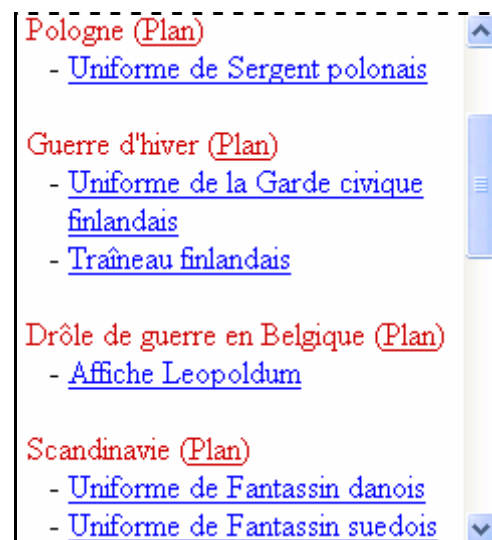 Pologne (Plan)
- Uniforme de Sergent polonais
Guerre d'hiver (Plan)
- Uniforme de la Garde civique
finlandais
- Traîneau finlandais
Drôle de guerre en Belgique (Plan)
- Affiche Leopoldum
Scandinavie (Plan)
- Uniforme de Fantassin danois
- Uniforme de Fantassin suedois